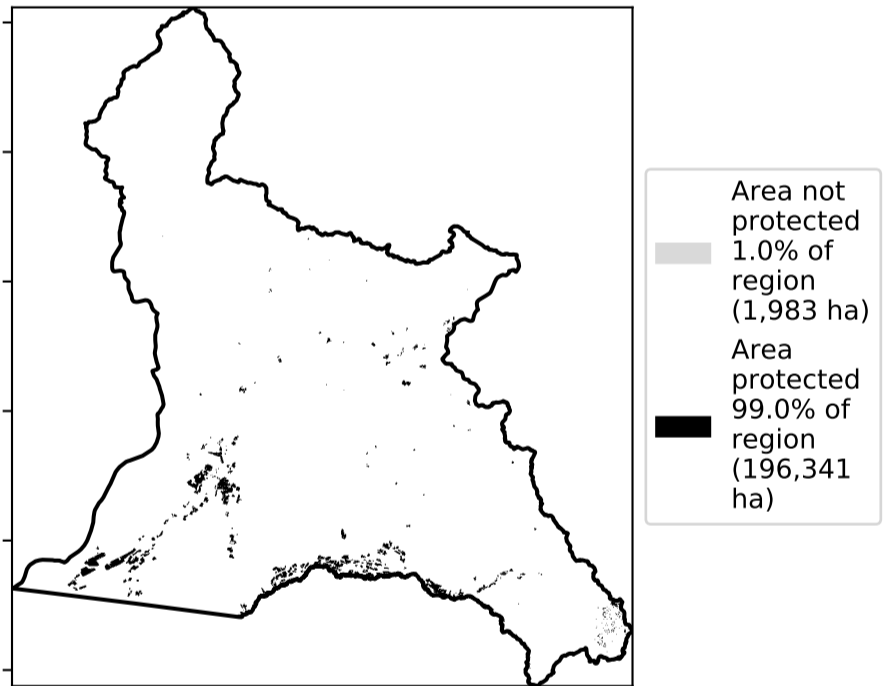 Area not
protected
1.0% of
region
(1,983 ha)
Area
protected
99.0% of
region
(196,341
ha)